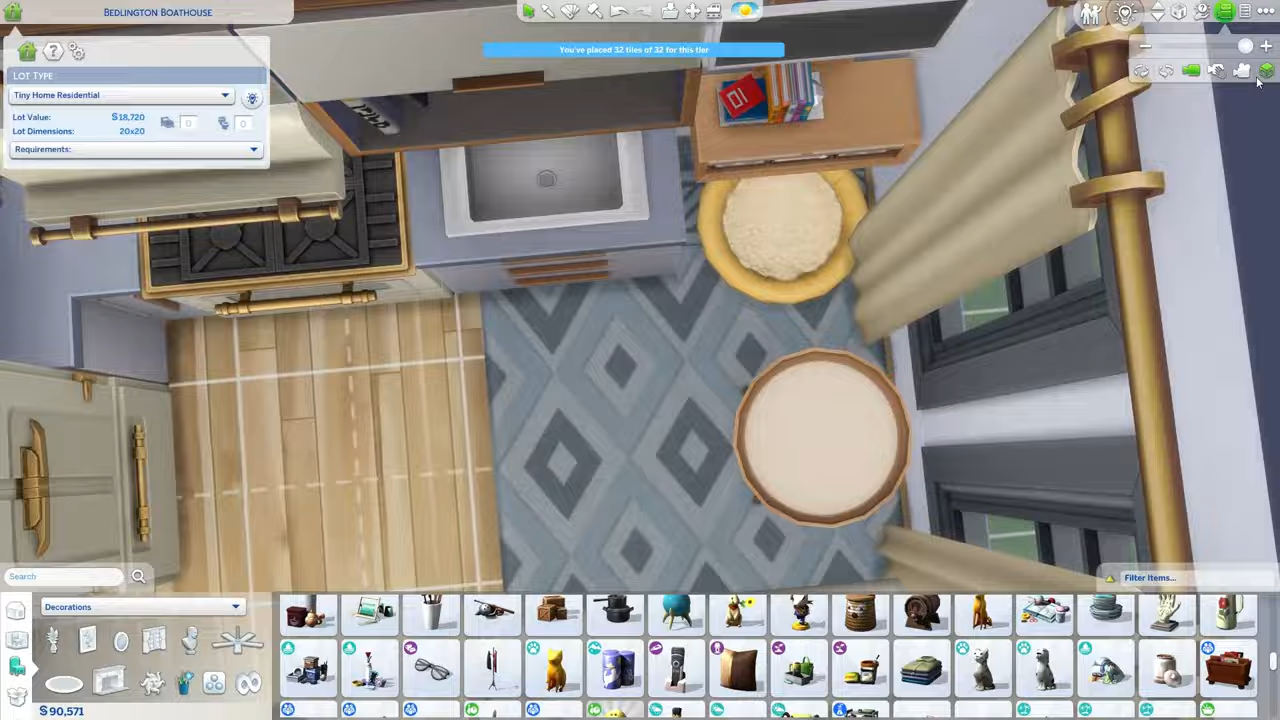 BEDLINGTON BOATHOUSE
You've placed 32 tiles of 32 for this tier
LOT TYPE
Tiny Home Residential
Lot Value: §18,720
0
0
Lot Dimensions: 20x20
Requirements:
Search
Filter Items...
Decorations
§90,571